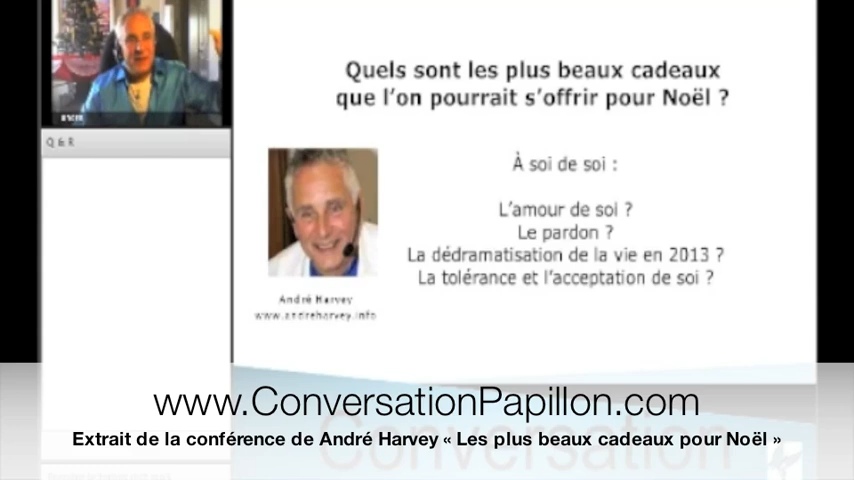 Quels sont les plus beaux cadeaux
que l'on pourrait s'offrir pour Noël ?
Q & R
À soi de soi :
L'amour de soi ?
Le pardon ?
La dédramatisation de la vie en 2013 ?
La tolérance et l'acceptation de soi ?
André Harvey
www.andreharvey.info
www.ConversationPapillon.com
Extrait de la conférence de André Harvey « Les plus beaux cadeaux pour Noël »
Conversation